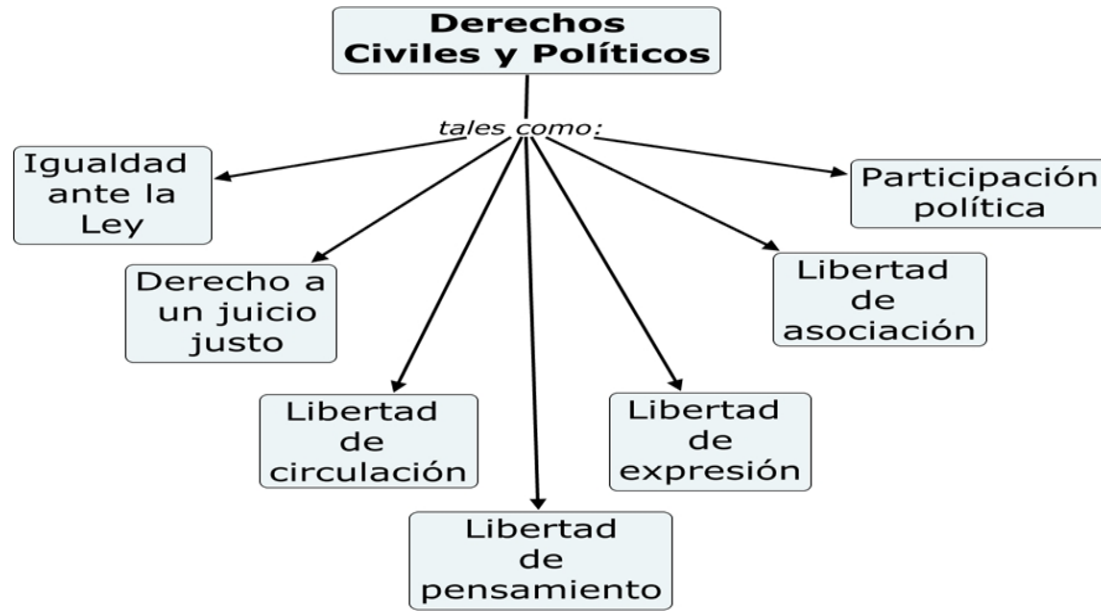 Derechos
Civiles y Políticos
tales como:
Igualdad
ante la
Ley
Derecho a
un juicio
justo
Libertad
de
circulación
Libertad
de
pensamiento
Libertad
de
expresión
Libertad
de
asociación
Participación
política